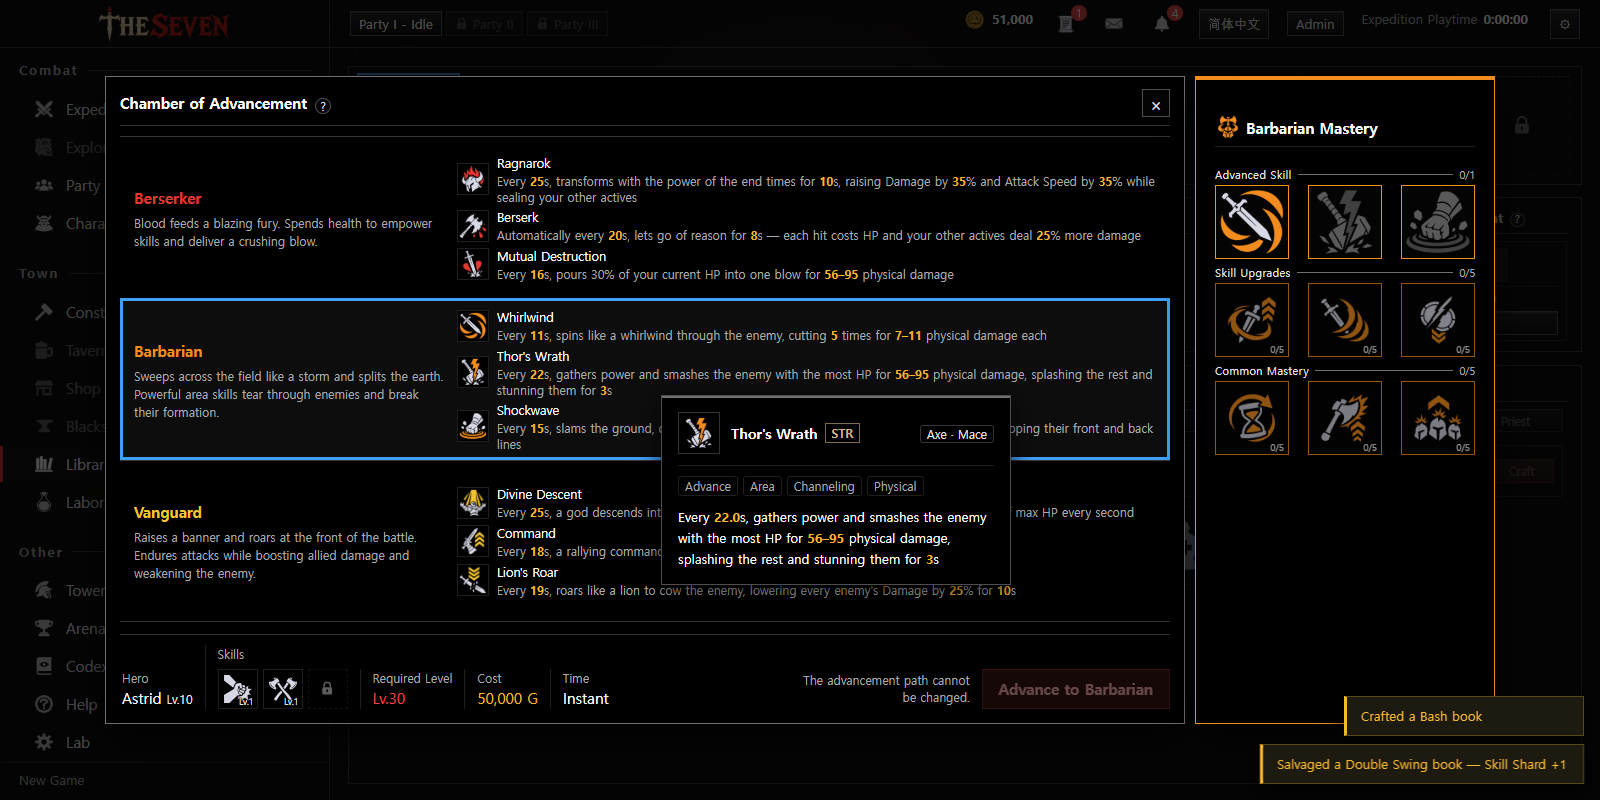 THE SEVEN
Party I - Idle
Party II
Party III
51,000
1
4
简体中文
Admin
Expedition Playtime 0:00:00
Combat
Exped
Explo
Party
Chara
Town
Const
Tavern
Shop
Blacks
Librar
Labor
Other
Tower
Arena
Codex
Help
Lab
New Game
Chamber of Advancement ?
×
Berserker
Blood feeds a blazing fury. Spends health to empower
skills and deliver a crushing blow.
Ragnarok
Every 25s, transforms with the power of the end times for 10s, raising Damage by 35% and Attack Speed by 35% while
sealing your other actives
Berserk
Automatically every 20s, lets go of reason for 8s — each hit costs HP and your other actives deal 25% more damage
Mutual Destruction
Every 16s, pours 30% of your current HP into one blow for 56–95 physical damage
Barbarian
Sweeps across the field like a storm and splits the earth.
Powerful area skills tear through enemies and break
their formation.
Whirlwind
Every 11s, spins like a whirlwind through the enemy, cutting 5 times for 7–11 physical damage each
Thor's Wrath
Every 22s, gathers power and smashes the enemy with the most HP for 56–95 physical damage, splashing the rest and
stunning them for 3s
Shockwave
Every 15s, slams the ground,
pping their front and back
lines
Thor's Wrath
STR
Axe · Mace
Advance
Area
Channeling
Physical
Every 22.0s, gathers power and smashes the enemy
with the most HP for 56–95 physical damage,
splashing the rest and stunning them for 3s
Vanguard
Raises a banner and roars at the front of the battle.
Endures attacks while boosting allied damage and
weakening the enemy.
Divine Descent
Every 25s, a god descends int
max HP every second
Command
Every 18s, a rallying command
Lion's Roar
Every 19s, roars like a lion to cow the enemy, lowering every enemy's Damage by 25% for 10s
Hero
Astrid Lv.10
Skills
Lv.1
Lv.1
Required Level
Lv.30
Cost
50,000 G
Time
Instant
The advancement path cannot
be changed.
Advance to Barbarian
Barbarian Mastery
Advanced Skill
0/1
Skill Upgrades
0/5
0/5
0/5
0/5
Common Mastery
0/5
0/5
0/5
0/5
t ?
Priest
Craft
Crafted a Bash book
Salvaged a Double Swing book — Skill Shard +1